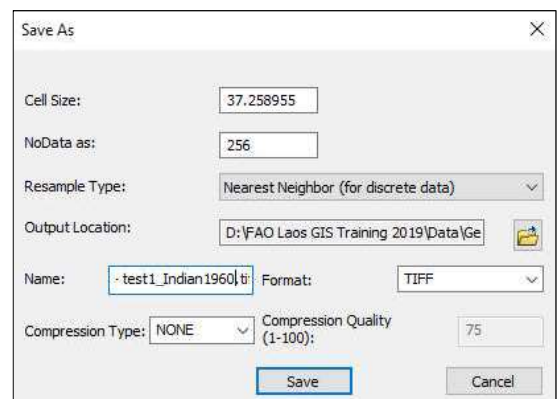 Save As
Cell Size: 37.258955
NoData as: 256
Resample Type: Nearest Neighbor (for discrete data)
Output Location: D:\FAO Laos GIS Training 2019\Data\Ge
Name: - test1_Indian1960.ti Format: TIFF
Compression Type: NONE Compression Quality (1-100): 75
Save Cancel